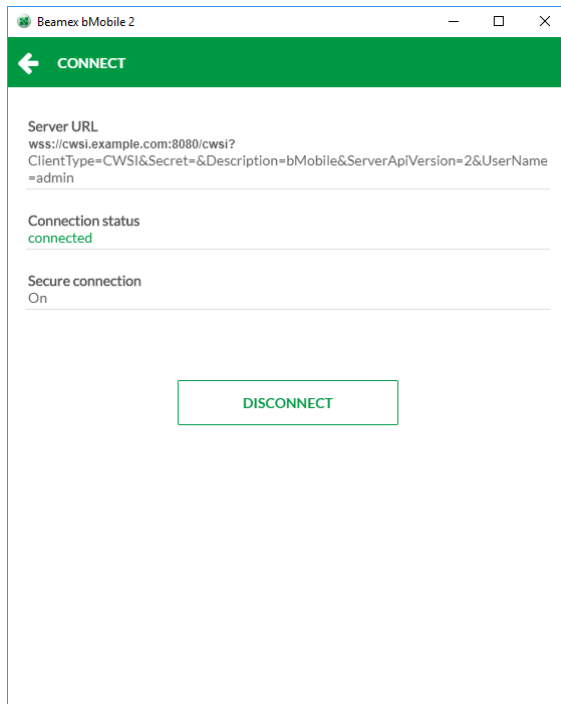 Beamex bMobile 2
CONNECT
Server URL
wss://cwsi.example.com:8080/cwsi?
ClientType=CWSI&Secret=&Description=bMobile&ServerApiVersion=2&UserName
=admin
Connection status
connected
Secure connection
On
DISCONNECT